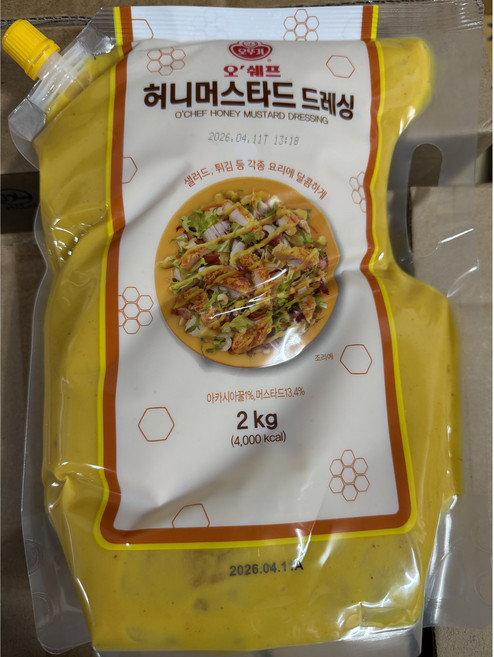 오뚜기
오'쉐프
허니머스타드 드레싱
O'CHEF HONEY MUSTARD DRESSING
2026.04.11T 13:18
샐러드, 튀김 등 각종 요리에 달콤하게
조리예
아카시아꿀1%, 머스타드13.4%
2 kg
(4,000 kcal)
2026.04.11A